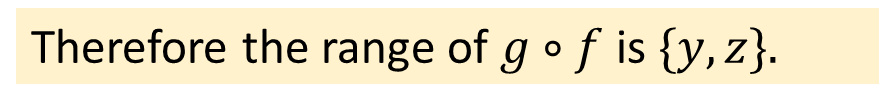 Therefore the range of g ∘ f is {y, z}.